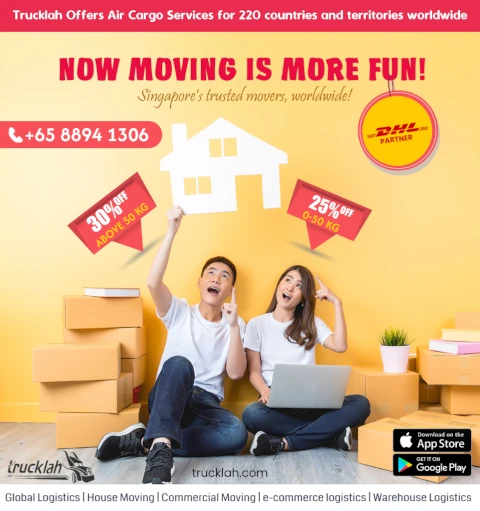 Trucklah Offers Air Cargo Services for 220 countries and territories worldwide
NOW MOVING IS MORE FUN!
Singapore's trusted movers, worldwide!
+65 8894 1306
DHL
PARTNER
30% OFF
ABOVE 50 KG
25% OFF
0-50 KG
Download on the
App Store
GET IT ON
Google Play
trucklah
trucklah.com
Global Logistics | House Moving | Commercial Moving | e-commerce logistics | Warehouse Logistics